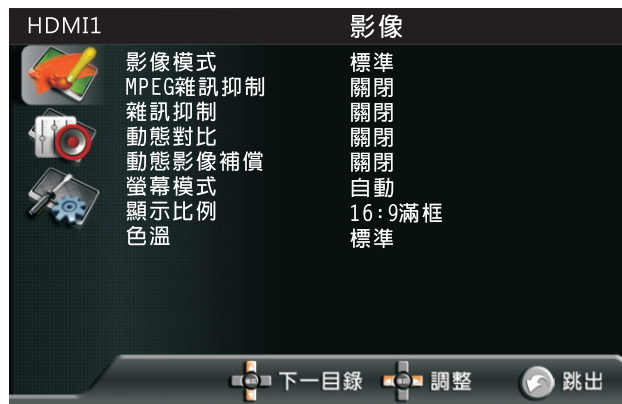 HDMI1 影像
影像模式 標準
MPEG雜訊抑制 關閉
雜訊抑制 關閉
動態對比 關閉
動態影像補償 關閉
螢幕模式 自動
顯示比例 16:9滿框
色溫 標準
下一目錄 調整 跳出